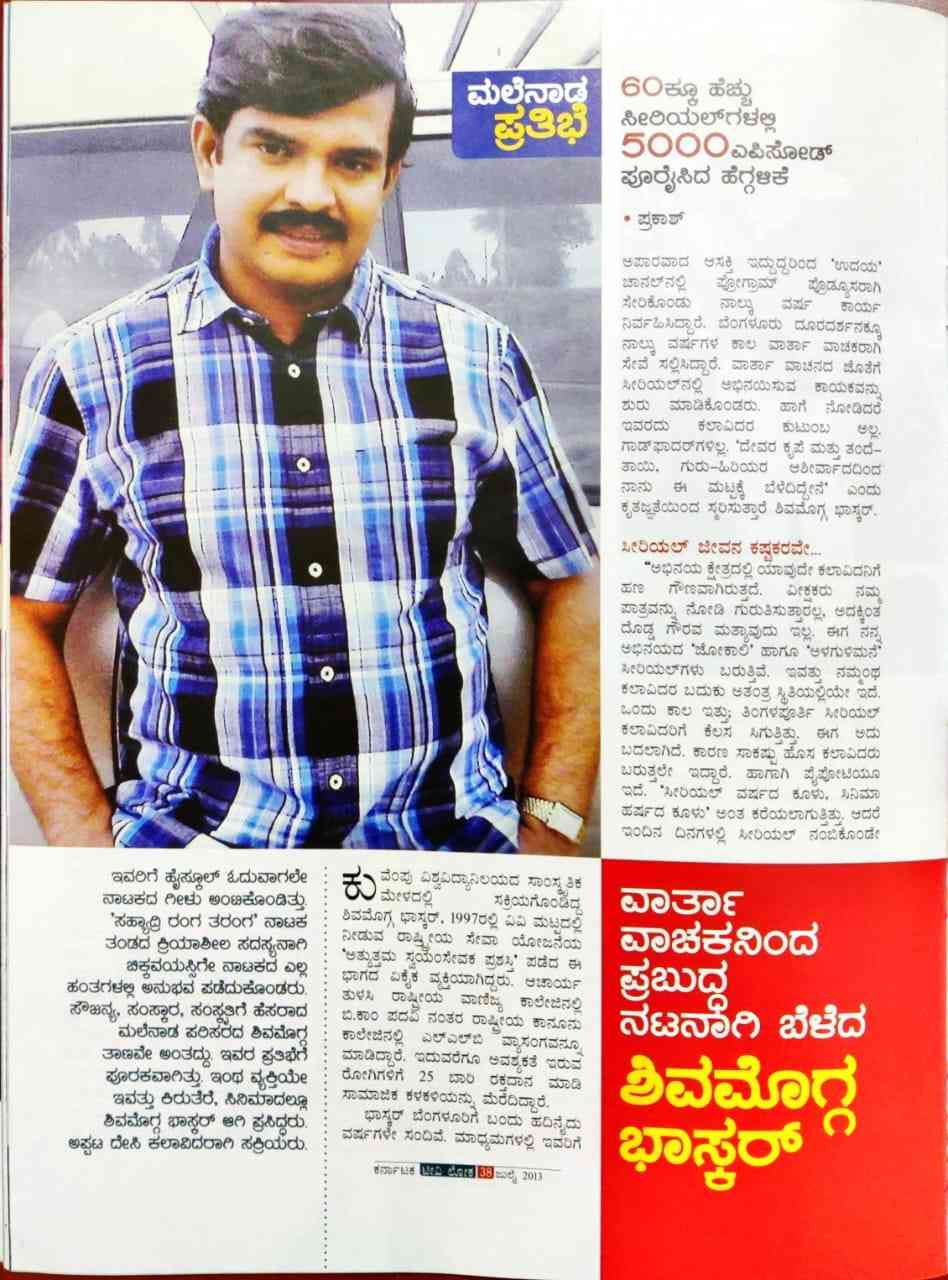 ಮಲೆನಾಡ
ಪ್ರತಿಭೆ
60ಕ್ಕೂ ಹೆಚ್ಚು
ಸೀರಿಯಲ್‌ಗಳಲ್ಲಿ
5000ಎಪಿಸೋಡ್
ಪೂರೈಸಿದ ಹೆಗ್ಗಳಿಕೆ
• ಪ್ರಕಾಶ್
ಇವರಿಗೆ ಹೈಸ್ಕೂಲ್ ಓದುವಾಗಲೇ
ನಾಟಕದ ಗೀಳು ಅಂಟಿಕೊಂಡಿತ್ತು.
'ಸಹ್ಯಾದ್ರಿ ರಂಗ ತರಂಗ' ನಾಟಕ
ತಂಡದ ಕ್ರಿಯಾಶೀಲ ಸದಸ್ಯನಾಗಿ
ಚಿಕ್ಕವಯಸ್ಸಿಗೇ ನಾಟಕದ ಎಲ್ಲ
ಹಂತಗಳಲ್ಲಿ ಅನುಭವ ಪಡೆದುಕೊಂಡರು.
ಸೌಜನ್ಯ, ಸಂಸ್ಕಾರ, ಸಂಸ್ಕೃತಿಗೆ ಹೆಸರಾದ
ಮಲೆನಾಡ ಪರಿಸರದ ಶಿವಮೊಗ್ಗ
ತಾಣವೇ ಅಂತದ್ದು. ಇವರ ಪ್ರತಿಭೆಗೆ
ಪೂರಕವಾಗಿತ್ತು. ಇಂಥ ವ್ಯಕ್ತಿಯೇ
ಇವತ್ತು ಕಿರುತೆರೆ, ಸಿನಿಮಾದಲ್ಲೂ
ಶಿವಮೊಗ್ಗ ಭಾಸ್ಕರ್ ಆಗಿ ಪ್ರಸಿದ್ಧರು.
ಅಪ್ಪಟ ದೇಸಿ ಕಲಾವಿದರಾಗಿ ಸಕ್ರಿಯರು.
ಕುವೆಂಪು ವಿಶ್ವವಿದ್ಯಾನಿಲಯದ ಸಾಂಸ್ಕೃತಿಕ
ಮೇಳದಲ್ಲಿ ಸಕ್ರಿಯಗೊಂಡಿದ್ದ
ಶಿವಮೊಗ್ಗ ಭಾಸ್ಕರ್, 1997ರಲ್ಲಿ ವಿವಿ ಮಟ್ಟದಲ್ಲಿ
ನೀಡುವ ರಾಷ್ಟ್ರೀಯ ಸೇವಾ ಯೋಜನೆಯ
'ಅತ್ಯುತ್ತಮ ಸ್ವಯಂಸೇವಕ ಪ್ರಶಸ್ತಿ' ಪಡೆದ ಈ
ಭಾಗದ ಏಕೈಕ ವ್ಯಕ್ತಿಯಾಗಿದ್ದರು. ಆಚಾರ್ಯ
ತುಳಸಿ ರಾಷ್ಟ್ರೀಯ ವಾಣಿಜ್ಯ ಕಾಲೇಜಿನಲ್ಲಿ
ಬಿ.ಕಾಂ ಪದವಿ ನಂತರ ರಾಷ್ಟ್ರೀಯ ಕಾನೂನು
ಕಾಲೇಜಿನಲ್ಲಿ ಎಲ್‌ಎಲ್‌ಬಿ ವ್ಯಾಸಂಗವನ್ನೂ
ಮಾಡಿದ್ದಾರೆ. ಇದುವರೆಗೂ ಅವಶ್ಯಕತೆ ಇರುವ
ರೋಗಿಗಳಿಗೆ 25 ಬಾರಿ ರಕ್ತದಾನ ಮಾಡಿ
ಸಾಮಾಜಿಕ ಕಳಕಳಿಯನ್ನು ಮೆರೆದಿದ್ದಾರೆ.
ಭಾಸ್ಕರ್ ಬೆಂಗಳೂರಿಗೆ ಬಂದು ಹದಿನೈದು
ವರ್ಷಗಳೇ ಸಂದಿವೆ. ಮಾಧ್ಯಮಗಳಲ್ಲಿ ಇವರಿಗೆ
ಅಪಾರವಾದ ಆಸಕ್ತಿ ಇದ್ದುದ್ದರಿಂದ 'ಉದಯ'
ಚಾನಲ್‌ನಲ್ಲಿ ಪ್ರೋಗ್ರಾಮ್ ಪ್ರೊಡ್ಯೂಸರಾಗಿ
ಸೇರಿಕೊಂಡು ನಾಲ್ಕು ವರ್ಷ ಕಾರ್ಯ
ನಿರ್ವಹಿಸಿದ್ದಾರೆ. ಬೆಂಗಳೂರು ದೂರದರ್ಶನಕ್ಕೂ
ನಾಲ್ಕು ವರ್ಷಗಳ ಕಾಲ ವಾರ್ತಾ ವಾಚಕರಾಗಿ
ಸೇವೆ ಸಲ್ಲಿಸಿದ್ದಾರೆ. ವಾರ್ತಾ ವಾಚನದ ಜೊತೆಗೆ
ಸೀರಿಯಲ್‌ನಲ್ಲಿ ಅಭಿನಯಿಸುವ ಕಾಯಕವನ್ನು
ಶುರು ಮಾಡಿಕೊಂಡರು. ಹಾಗೆ ನೋಡಿದರೆ
ಇವರದು ಕಲಾವಿದರ ಕುಟುಂಬ ಅಲ್ಲ.
ಗಾಡ್‌ಫಾದರ್‌ಗಳಿಲ್ಲ. 'ದೇವರ ಕೃಪೆ ಮತ್ತು ತಂದೆ-
ತಾಯಿ, ಗುರು-ಹಿರಿಯರ ಆಶೀರ್ವಾದದಿಂದ
ನಾನು ಈ ಮಟ್ಟಕ್ಕೆ ಬೆಳೆದಿದ್ದೇನೆ' ಎಂದು
ಕೃತಜ್ಞತೆಯಿಂದ ಸ್ಮರಿಸುತ್ತಾರೆ ಶಿವಮೊಗ್ಗ ಭಾಸ್ಕರ್.
ಸೀರಿಯಲ್ ಜೀವನ ಕಷ್ಟಕರವೇ...
"ಅಭಿನಯ ಕ್ಷೇತ್ರದಲ್ಲಿ ಯಾವುದೇ ಕಲಾವಿದನಿಗೆ
ಹಣ ಗೌಣವಾಗಿರುತ್ತದೆ. ವೀಕ್ಷಕರು ನಮ್ಮ
ಪಾತ್ರವನ್ನು ನೋಡಿ ಗುರುತಿಸುತ್ತಾರಲ್ಲ, ಅದಕ್ಕಿಂತ
ದೊಡ್ಡ ಗೌರವ ಮತ್ಯಾವುದು ಇಲ್ಲ. ಈಗ ನನ್ನ
ಅಭಿನಯದ 'ಜೋಕಾಲಿ' ಹಾಗೂ 'ಅಳಗುಳಿಮನೆ'
ಸೀರಿಯಲ್‌ಗಳು ಬರುತ್ತಿವೆ. ಇವತ್ತು ನಮ್ಮಂಥ
ಕಲಾವಿದರ ಬದುಕು ಅತಂತ್ರ ಸ್ಥಿತಿಯಲ್ಲಿಯೇ ಇದೆ.
ಒಂದು ಕಾಲ ಇತ್ತು; ತಿಂಗಳಪೂರ್ತಿ ಸೀರಿಯಲ್
ಕಲಾವಿದರಿಗೆ ಕೆಲಸ ಸಿಗುತ್ತಿತ್ತು. ಈಗ ಅದು
ಬದಲಾಗಿದೆ. ಕಾರಣ ಸಾಕಷ್ಟು ಹೊಸ ಕಲಾವಿದರು
ಬರುತ್ತಲೇ ಇದ್ದಾರೆ. ಹಾಗಾಗಿ ಪೈಪೋಟಿಯೂ
ಇದೆ. 'ಸೀರಿಯಲ್ ವರ್ಷದ ಕೂಳು, ಸಿನಿಮಾ
ಹರ್ಷದ ಕೂಳು' ಅಂತ ಕರೆಯಲಾಗುತ್ತಿತ್ತು. ಆದರೆ
ಇಂದಿನ ದಿನಗಳಲ್ಲಿ ಸೀರಿಯಲ್ ನಂಬಿಕೊಂಡೇ
ವಾರ್ತಾ
ವಾಚಕನಿಂದ
ಪ್ರಬುದ್ಧ
ನಟನಾಗಿ ಬೆಳೆದ
ಶಿವಮೊಗ್ಗ
ಭಾಸ್ಕರ್
ಕರ್ನಾಟಕ ಟೀವಿ ಲೋಕ 38 ಜುಲೈ 2013